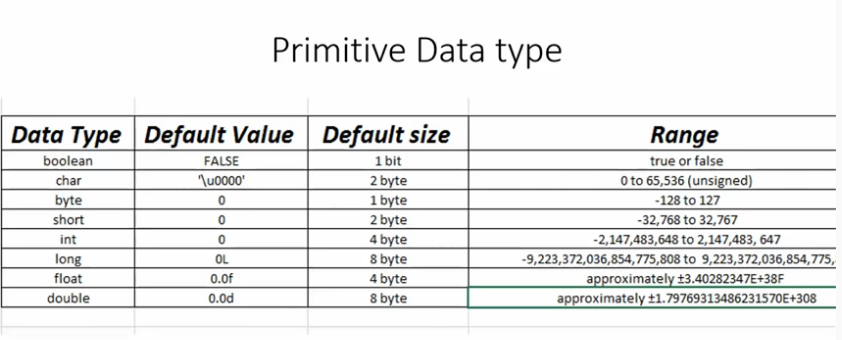 Primitive Data type
Data Type Default Value Default size Range
boolean FALSE 1 bit true or false
char '\u0000' 2 byte 0 to 65,536 (unsigned)
byte 0 1 byte -128 to 127
short 0 2 byte -32,768 to 32,767
int 0 4 byte -2,147,483,648 to 2,147,483, 647
long 0L 8 byte -9,223,372,036,854,775,808 to 9,223,372,036,854,775,
float 0.0f 4 byte approximately ±3.40282347E+38F
double 0.0d 8 byte approximately ±1.79769313486231570E+308